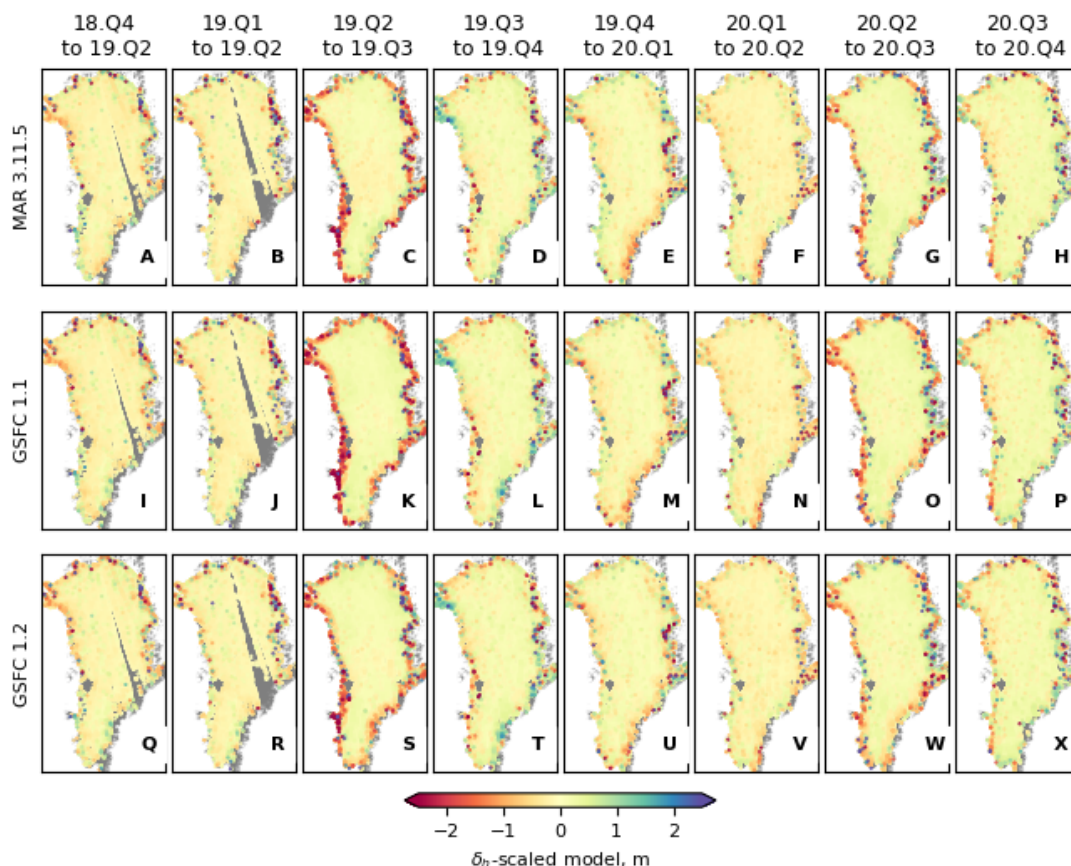 18.Q4 to 19.Q2
19.Q1 to 19.Q2
19.Q2 to 19.Q3
19.Q3 to 19.Q4
19.Q4 to 20.Q1
20.Q1 to 20.Q2
20.Q2 to 20.Q3
20.Q3 to 20.Q4
MAR 3.11.5
A B C D E F G H
GSFC 1.1
I J K L M N O P
GSFC 1.2
Q R S T U V W X
−2 −1 0 1 2
δh-scaled model, m